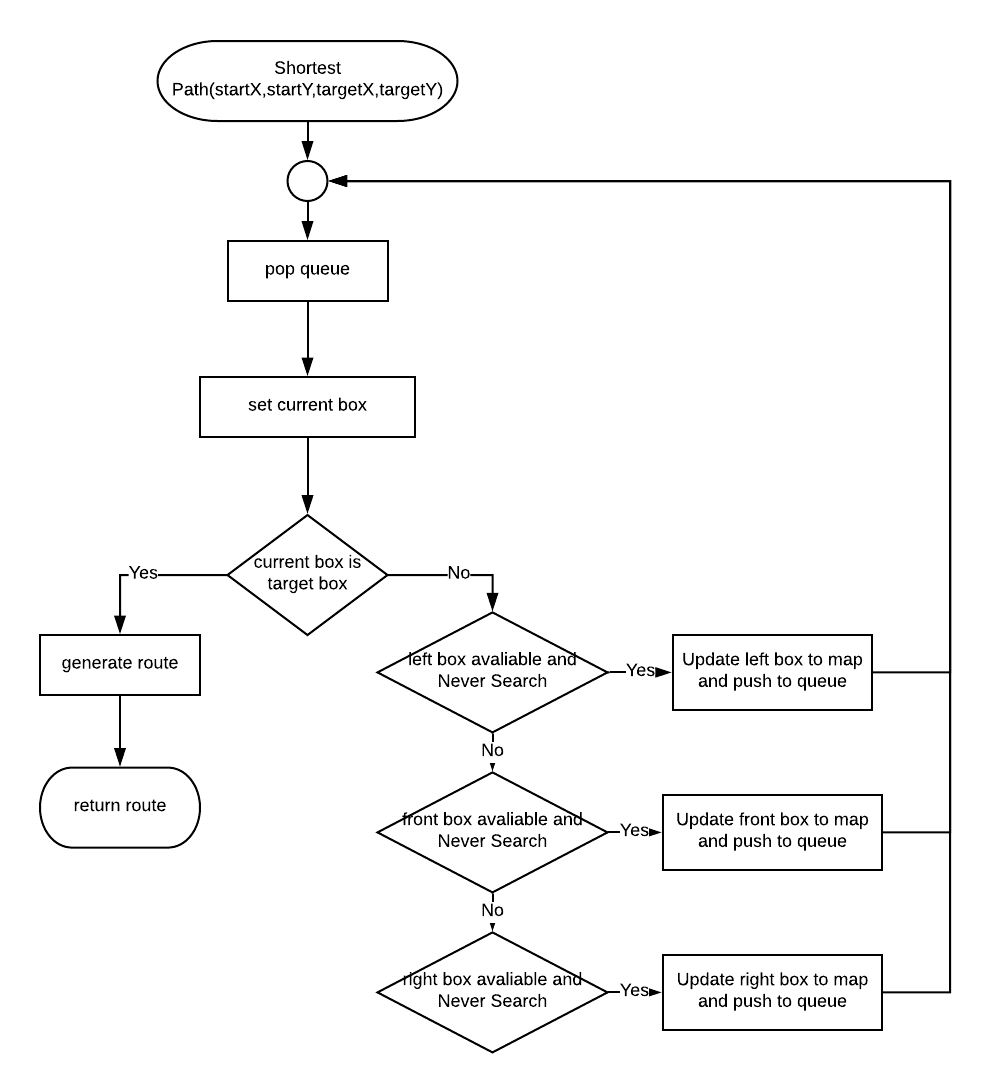 Shortest
Path(startX,startY,targetX,targetY)
pop queue
set current box
current box is
target box
Yes
No
generate route
return route
left box avaliable and
Never Search
Yes
Update left box to map
and push to queue
No
front box avaliable and
Never Search
Yes
Update front box to map
and push to queue
No
right box avaliable and
Never Search
Yes
Update right box to map
and push to queue